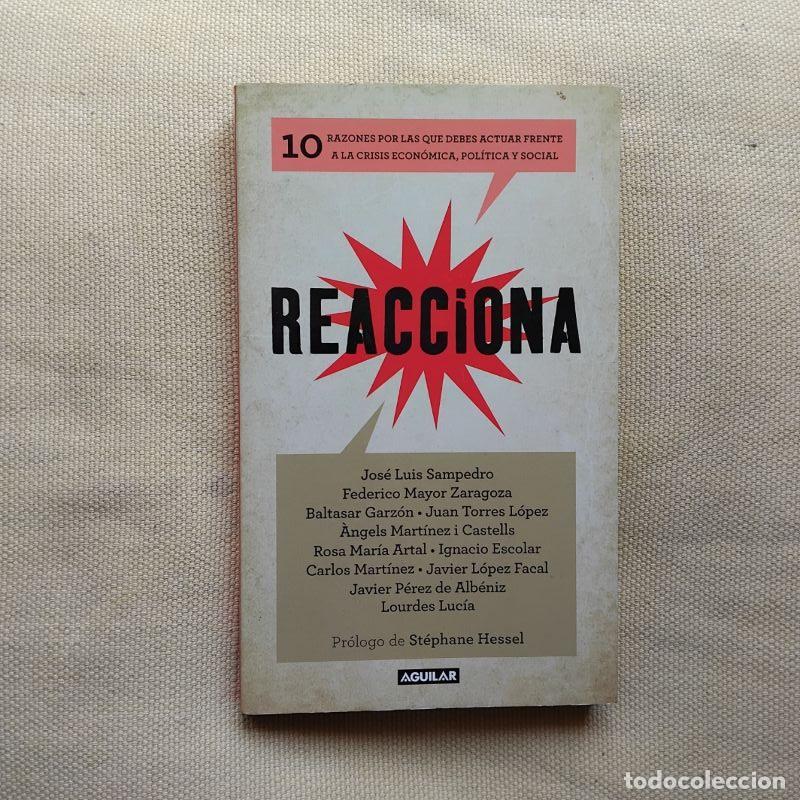 10 RAZONES POR LAS QUE DEBES ACTUAR FRENTE
A LA CRISIS ECONÓMICA, POLÍTICA Y SOCIAL
REACCiONA
José Luis Sampedro
Federico Mayor Zaragoza
Baltasar Garzón • Juan Torres López
Àngels Martínez i Castells
Rosa María Artal • Ignacio Escolar
Carlos Martínez • Javier López Facal
Javier Pérez de Albéniz
Lourdes Lucía
Prólogo de Stéphane Hessel
AGUILAR
todocoleccion